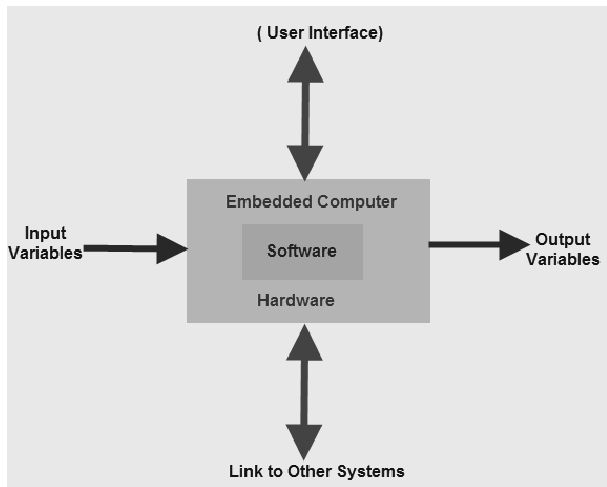 ( User Interface)
Embedded Computer
Input
Variables
Software
Output
Variables
Hardware
Link to Other Systems